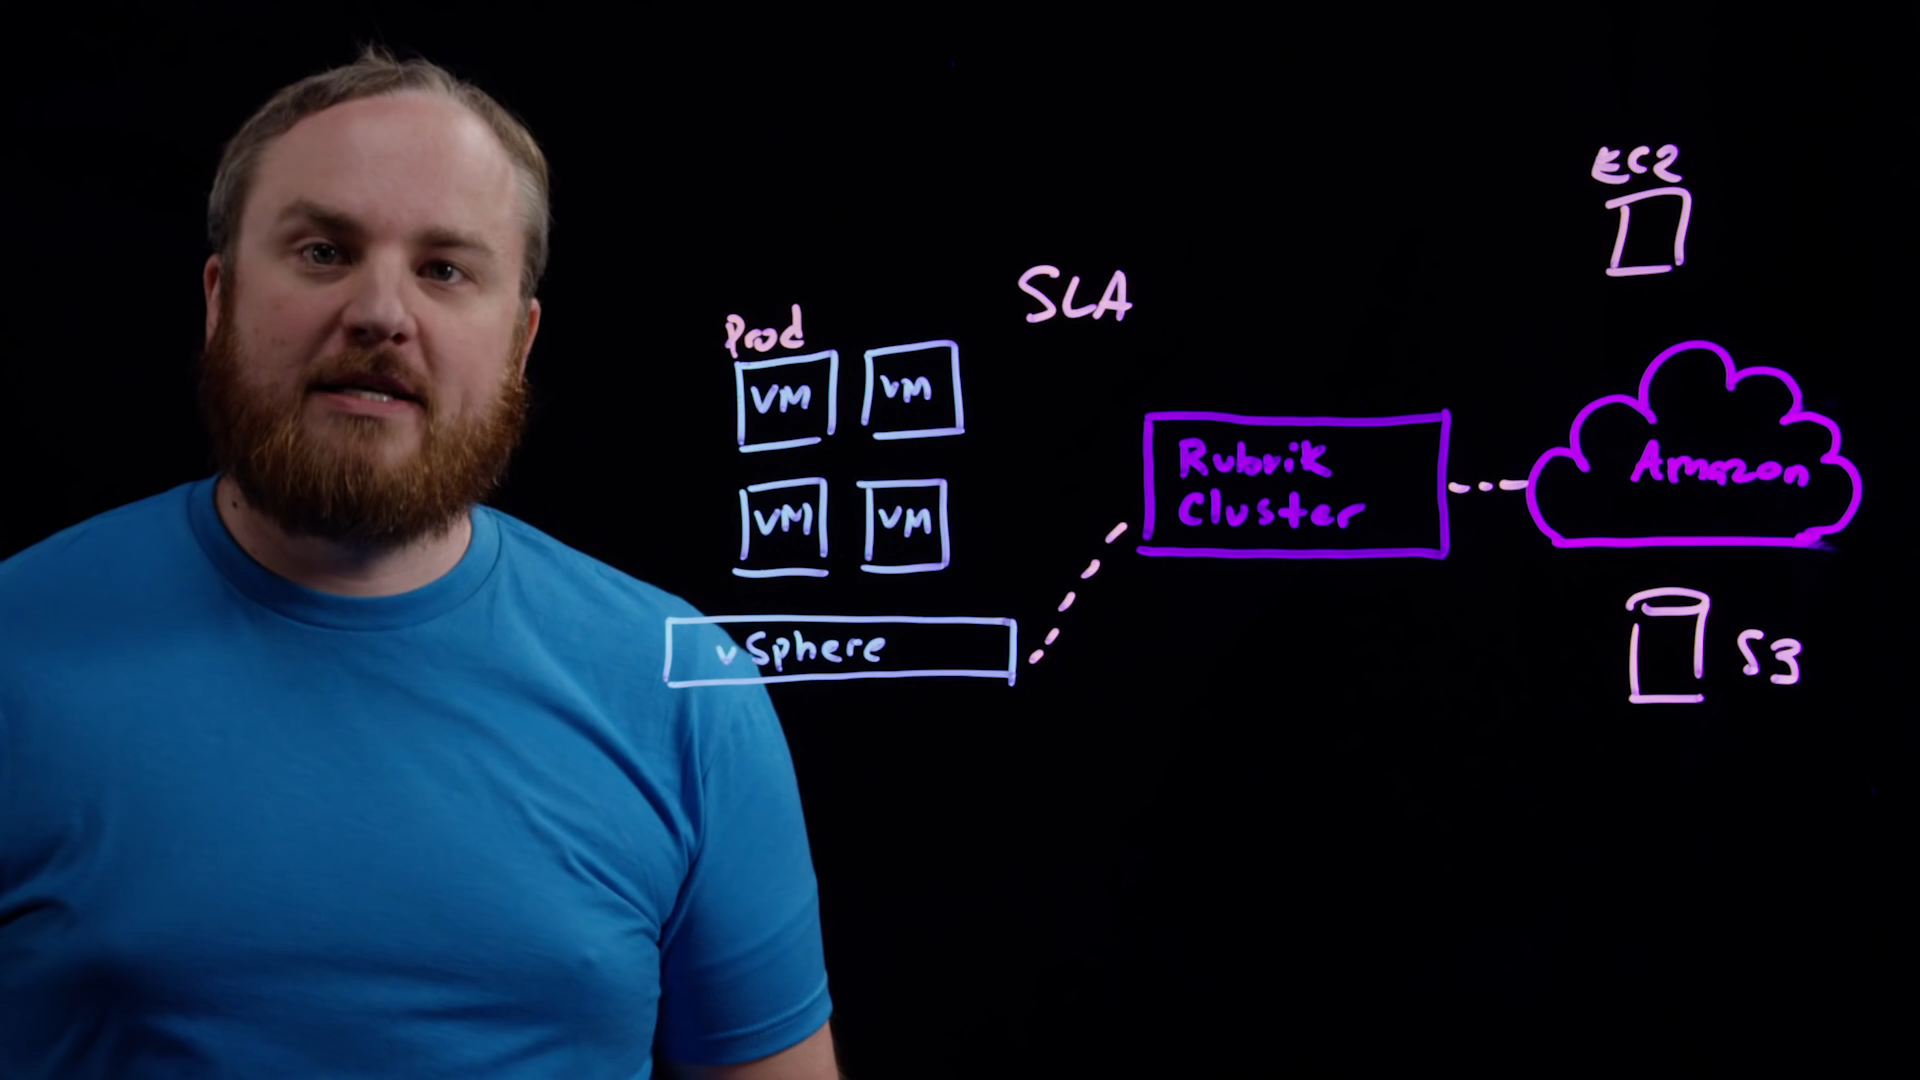 EC2
SLA
Prod
VM VM
Rubrik
Cluster
Amazon
VM VM
vSphere
S3